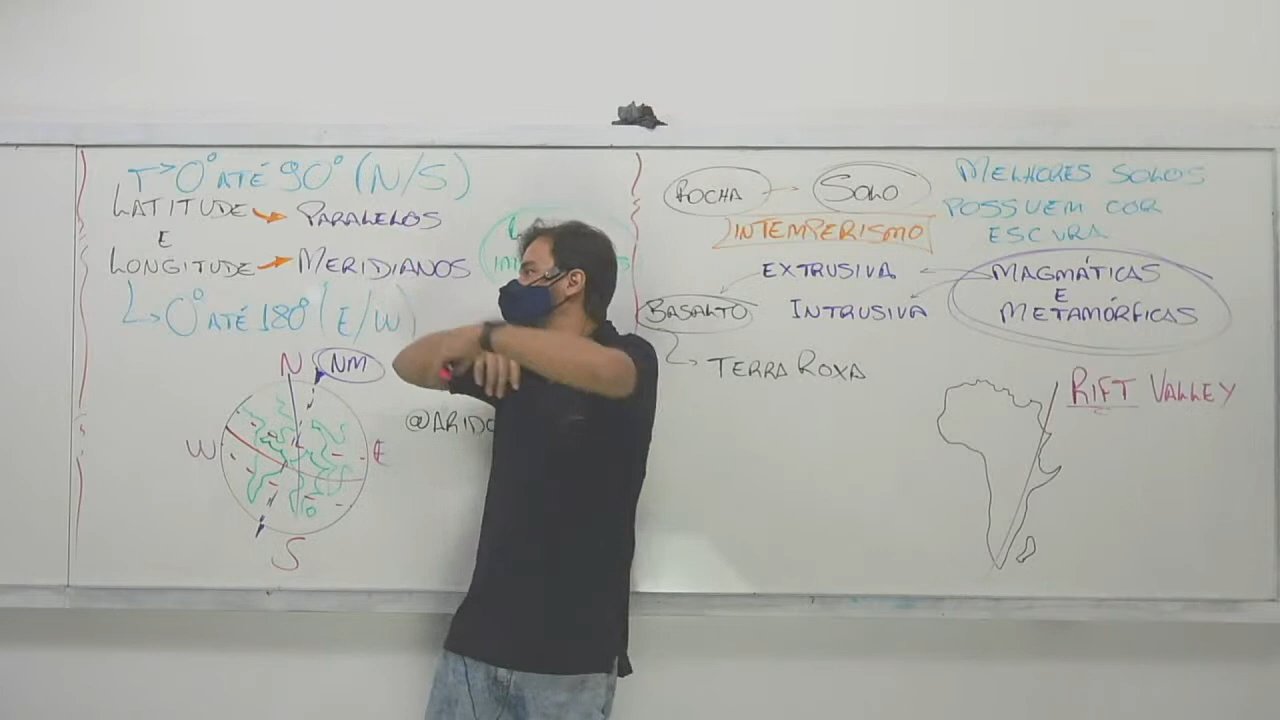 0° ATÉ 90° (N/S)
LATITUDE → PARALELOS
E
LONGITUDE → MERIDIANOS
0° ATÉ 180° (E/W)
N
NM
W
E
S
ROCHA → SOLO
INTEMPERISMO
MELHORES SOLOS
POSSUEM COR
ESCURA
EXTRUSIVA
INTRUSIVA
MAGMÁTICAS
E
METAMÓRFICAS
BASALTO
TERRA ROXA
RIFT VALLEY